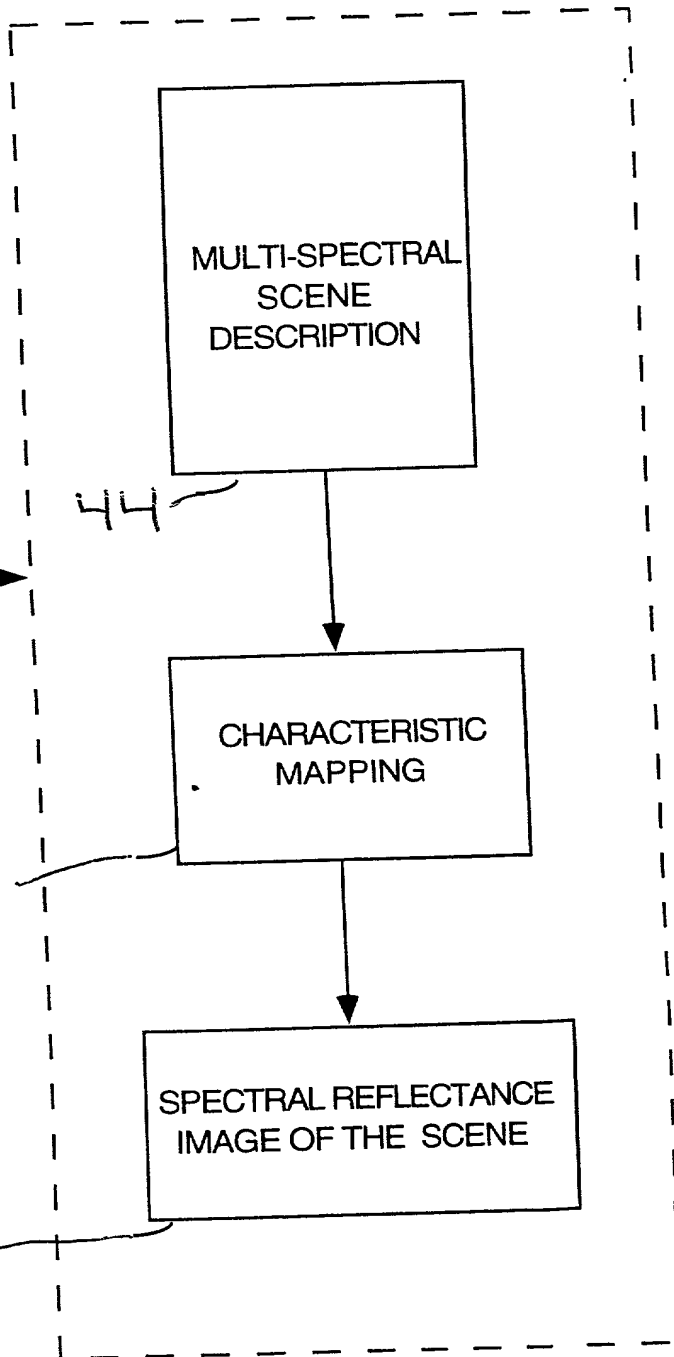 MULTI-SPECTRAL
SCENE
DESCRIPTION
44
CHARACTERISTIC
MAPPING
SPECTRAL REFLECTANCE
IMAGE OF THE SCENE